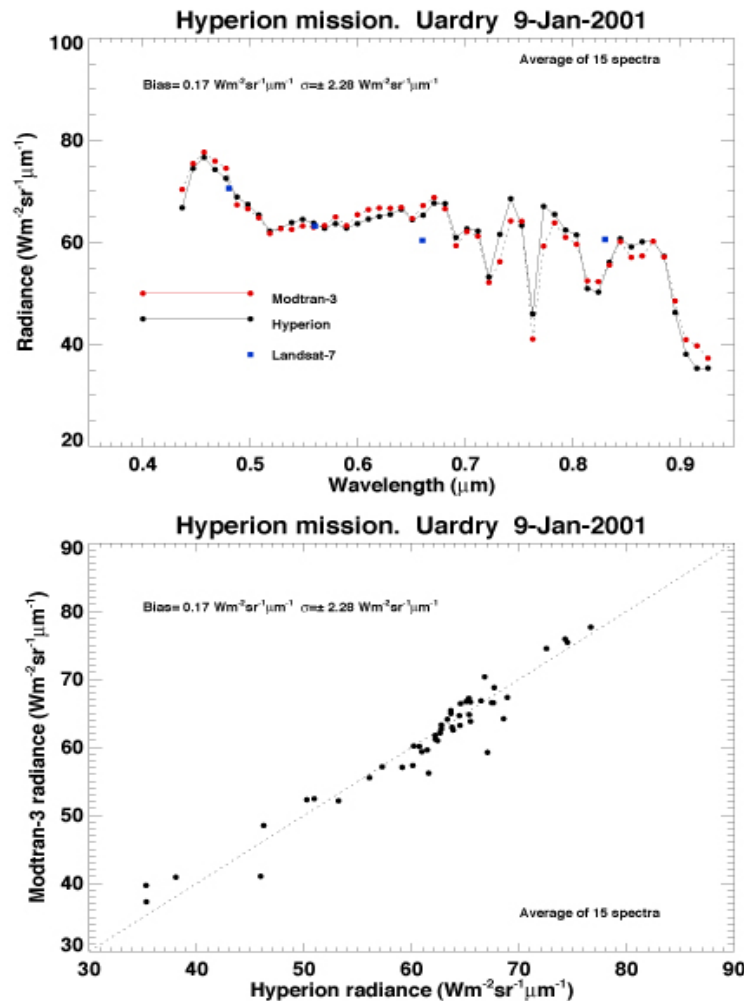 Hyperion mission. Uardry 9-Jan-2001
100
Average of 15 spectra
Bias= 0.17 Wm⁻²sr⁻¹μm⁻¹ σ=± 2.28 Wm⁻²sr⁻¹μm⁻¹
80
Radiance (Wm⁻²sr⁻¹μm⁻¹)
60
Modtran-3
Hyperion
40
Landsat-7
20
0.4 0.5 0.6 0.7 0.8 0.9
Wavelength (μm)
Hyperion mission. Uardry 9-Jan-2001
90
Bias= 0.17 Wm⁻²sr⁻¹μm⁻¹ σ=± 2.28 Wm⁻²sr⁻¹μm⁻¹
80
70
Modtran-3 radiance (Wm⁻²sr⁻¹μm⁻¹)
60
50
40
Average of 15 spectra
30
30 40 50 60 70 80 90
Hyperion radiance (Wm⁻²sr⁻¹μm⁻¹)